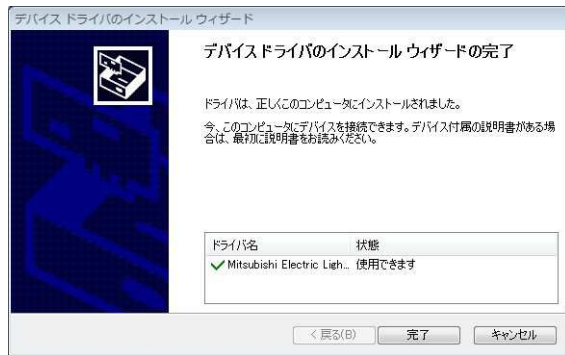 デバイス ドライバのインストール ウィザード
デバイス ドライバのインストール ウィザードの完了
ドライバは、正しくこのコンピュータにインストールされました。
今、このコンピュータにデバイスを接続できます。デバイス付属の説明書がある場
合は、最初に説明書をお読みください。
ドライバ名 状態
Mitsubishi Electric Ligh... 使用できます
< 戻る(B) 完了 キャンセル